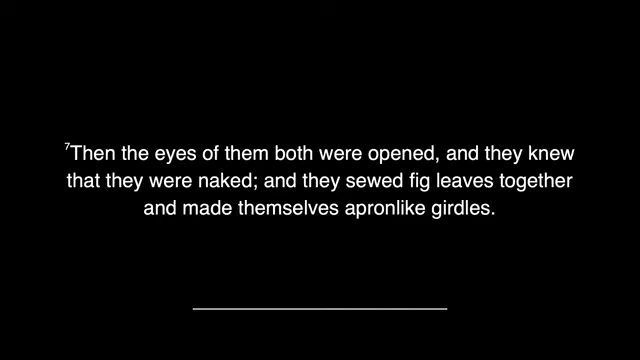 ⁷Then the eyes of them both were opened, and they knew
that they were naked; and they sewed fig leaves together
and made themselves apronlike girdles.